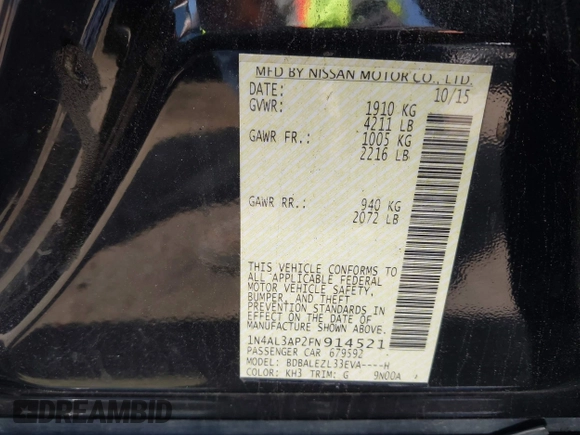 MFD BY NISSAN MOTOR CO., LTD.
DATE: 10/15
GVWR: 1910 KG
4211 LB
GAWR FR.: 1005 KG
2216 LB
GAWR RR.: 940 KG
2072 LB
THIS VEHICLE CONFORMS TO
ALL APPLICABLE FEDERAL
MOTOR VEHICLE SAFETY,
BUMPER, AND THEFT
PREVENTION STANDARDS IN
EFFECT ON THE DATE OF
MANUFACTURE SHOWN ABOVE.
1N4AL3AP2FN914521
PASSENGER CAR 679592
MODEL: BDBALEZL33EVA----H
COLOR: KH3 TRIM: G 9N00A
DREAMBID